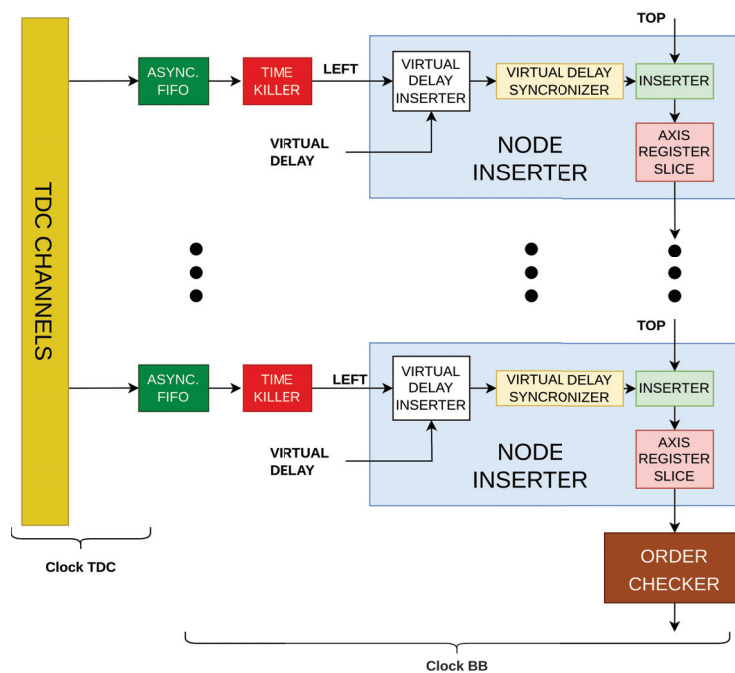 TOP
ASYNC.
FIFO
TIME
KILLER
LEFT
VIRTUAL
DELAY
INSERTER
VIRTUAL DELAY
SYNCRONIZER
INSERTER
VIRTUAL
DELAY
NODE
INSERTER
AXIS
REGISTER
SLICE
TDC CHANNELS
TOP
ASYNC.
FIFO
TIME
KILLER
LEFT
VIRTUAL
DELAY
INSERTER
VIRTUAL DELAY
SYNCRONIZER
INSERTER
VIRTUAL
DELAY
NODE
INSERTER
AXIS
REGISTER
SLICE
Clock TDC
ORDER
CHECKER
Clock BB